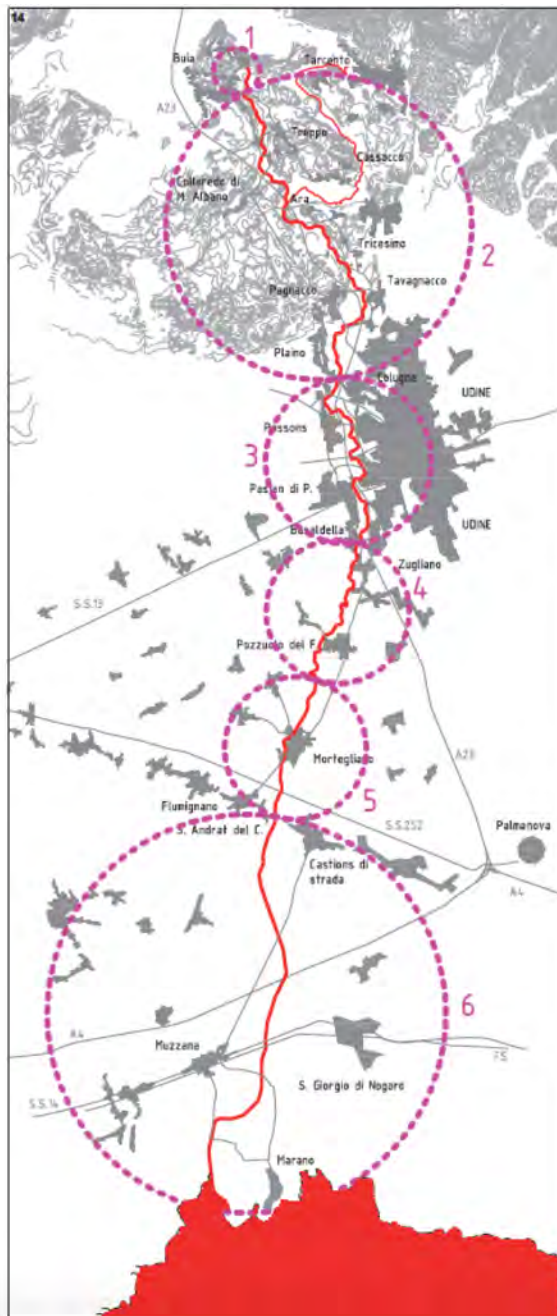 14
1
Buia
Tarcento
A23
Treppo
Cassacco
Colloredo di
M. Albano
Ara
Tricesimo
2
Pagnacco
Tavagnacco
Plaino
Colugna
UDINE
Passons
3
Pasian di P.
Basaldella
UDINE
Zugliano
4
S.S.13
Pozzuolo del F.
Mortegliano
A23
5
Flumignano
S.S.252
Palmanova
S. Andrat del C.
Castions di
strada
A4
6
A4
Muzzana
F.S.
S. Giorgio di Nogaro
S.S.14
Marano